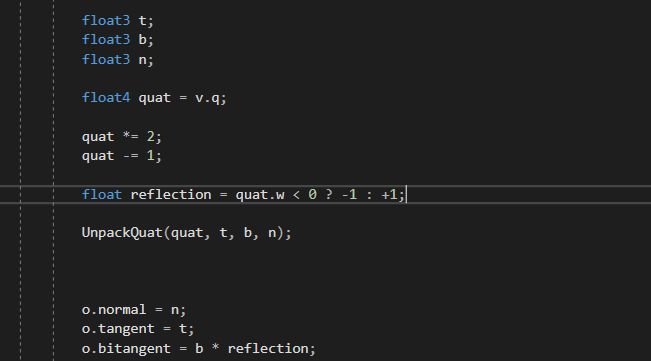 float3 t;
float3 b;
float3 n;
float4 quat = v.q;
quat *= 2;
quat -= 1;
float reflection = quat.w < 0 ? -1 : +1;
UnpackQuat(quat, t, b, n);
o.normal = n;
o.tangent = t;
o.bitangent = b * reflection;